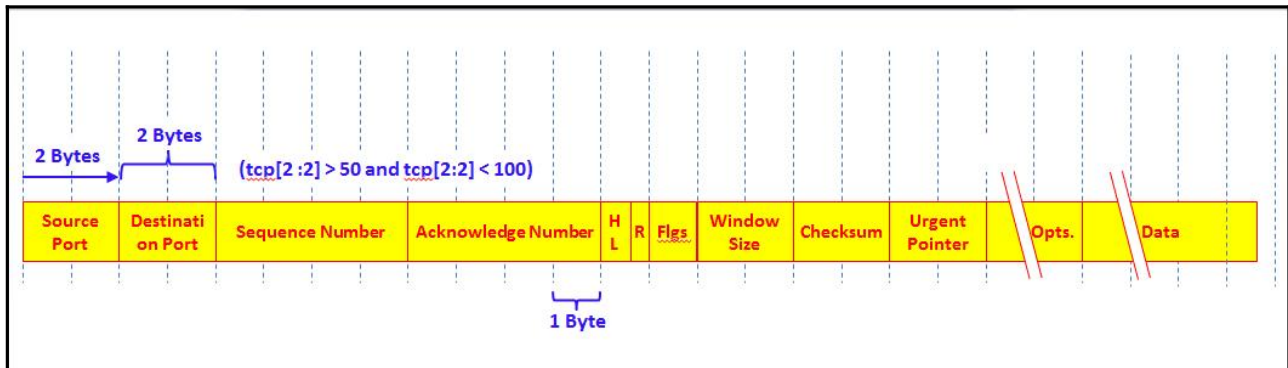 2 Bytes
2 Bytes
(tcp[2 :2] > 50 and tcp[2:2] < 100)
Source
Port
Destinati
on Port
Sequence Number
Acknowledge Number
H
L
R
Flgs
Window
Size
Checksum
Urgent
Pointer
Opts.
Data
1 Byte